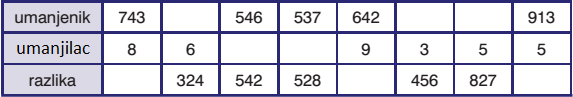 umanjenik 743 546 537 642 913
umanjilac 8 6 9 3 5 5
razlika 324 542 528 456 827